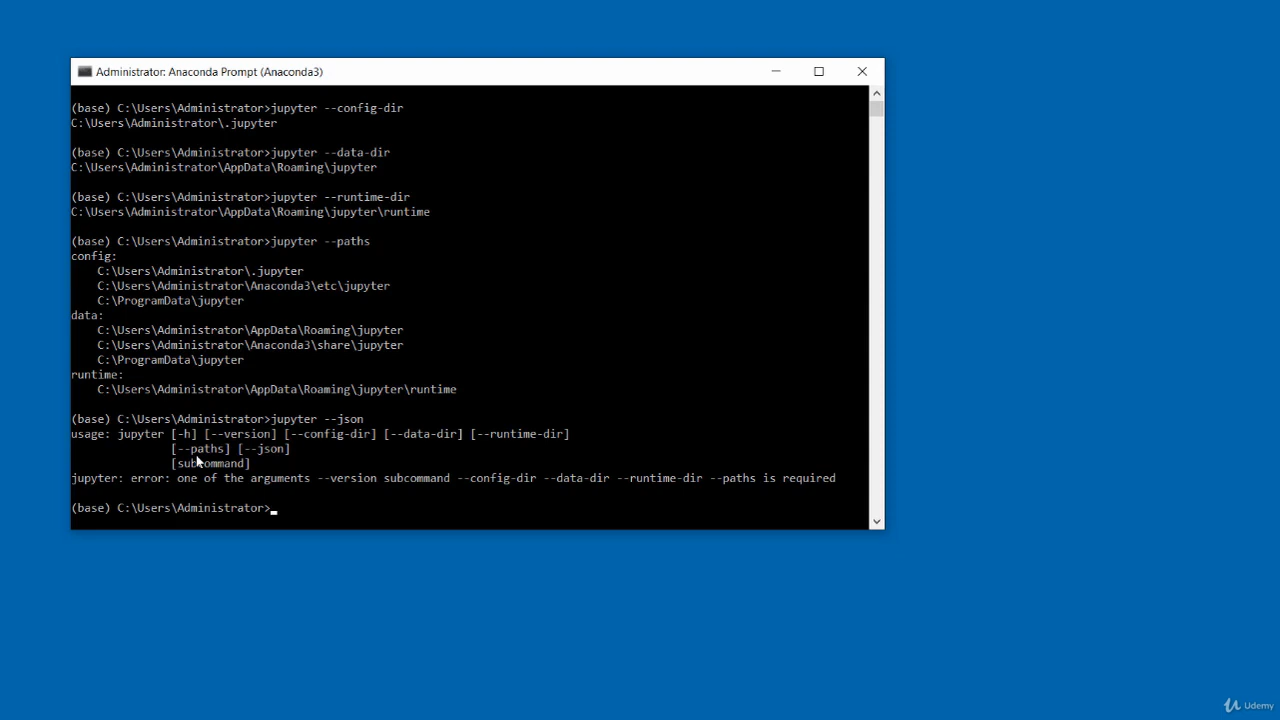 Administrator: Anaconda Prompt (Anaconda3)
(base) C:\Users\Administrator>jupyter --config-dir
C:\Users\Administrator\.jupyter
(base) C:\Users\Administrator>jupyter --data-dir
C:\Users\Administrator\AppData\Roaming\jupyter
(base) C:\Users\Administrator>jupyter --runtime-dir
C:\Users\Administrator\AppData\Roaming\jupyter\runtime
(base) C:\Users\Administrator>jupyter --paths
config:
    C:\Users\Administrator\.jupyter
    C:\Users\Administrator\Anaconda3\etc\jupyter
    C:\ProgramData\jupyter
data:
    C:\Users\Administrator\AppData\Roaming\jupyter
    C:\Users\Administrator\Anaconda3\share\jupyter
    C:\ProgramData\jupyter
runtime:
    C:\Users\Administrator\AppData\Roaming\jupyter\runtime
(base) C:\Users\Administrator>jupyter --json
usage: jupyter [-h] [--version] [--config-dir] [--data-dir] [--runtime-dir]
               [--paths] [--json]
               [subcommand]
jupyter: error: one of the arguments --version subcommand --config-dir --data-dir --runtime-dir --paths is required
(base) C:\Users\Administrator>
Udemy